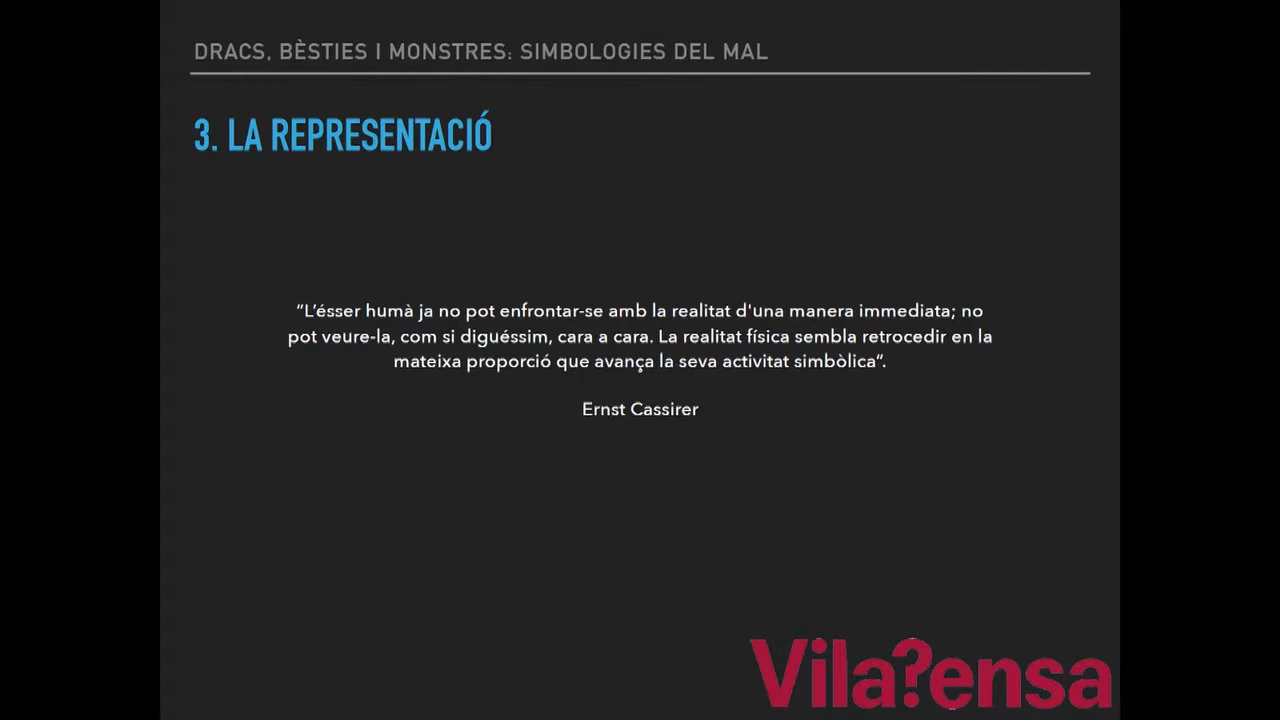 DRACS, BÈSTIES I MONSTRES: SIMBOLOGIES DEL MAL
3. LA REPRESENTACIÓ
“L’ésser humà ja no pot enfrontar-se amb la realitat d'una manera immediata; no
pot veure-la, com si diguéssim, cara a cara. La realitat física sembla retrocedir en la
mateixa proporció que avança la seva activitat simbòlica“.
Ernst Cassirer
Vila?ensa